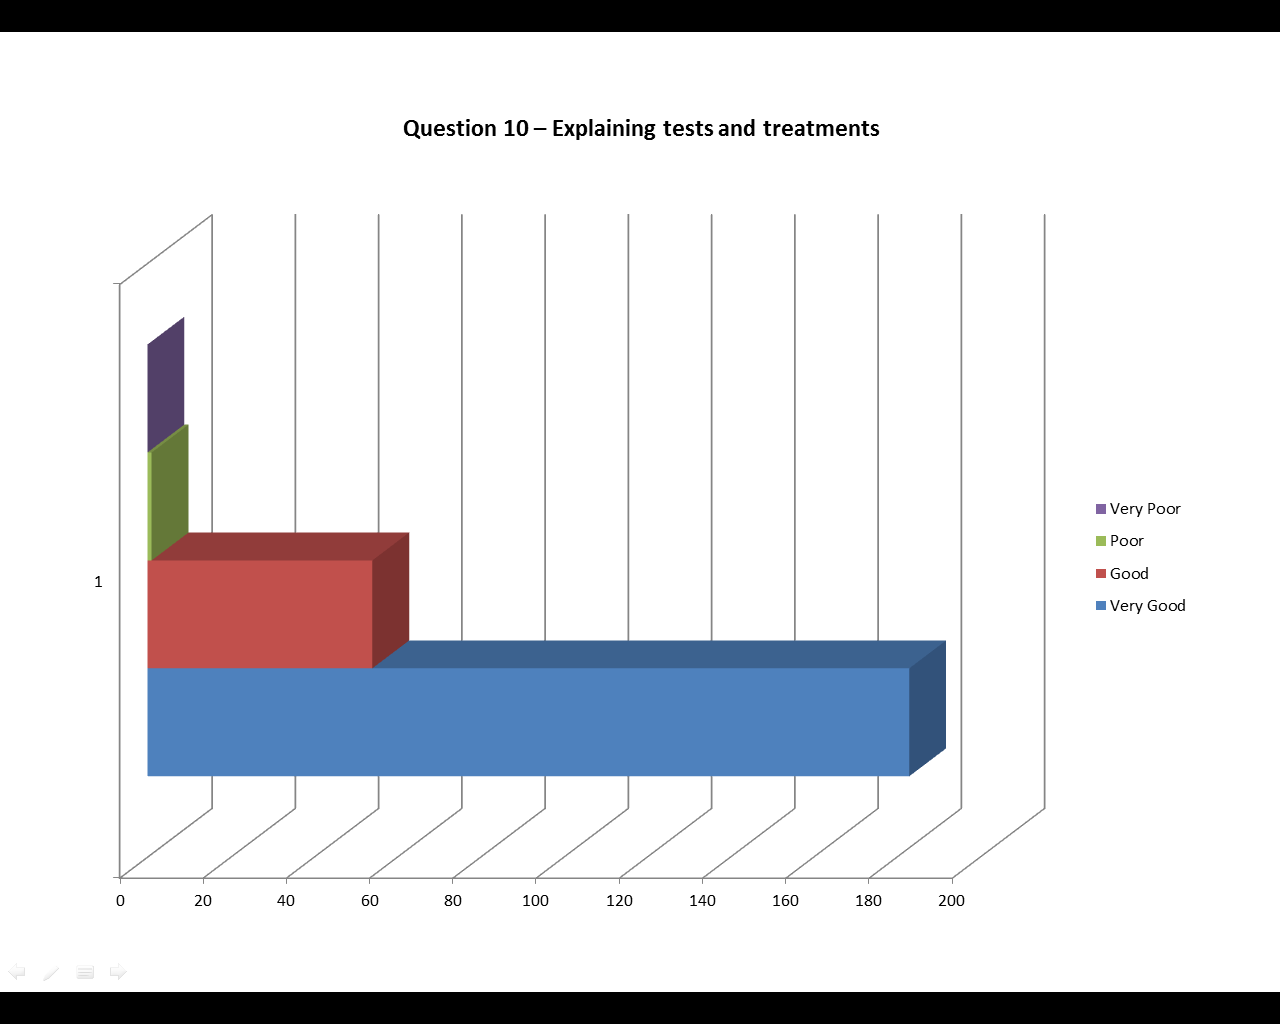 Question 10 – Explaining tests and treatments
1
0 20 40 60 80 100 120 140 160 180 200
Very Poor
Poor
Good
Very Good